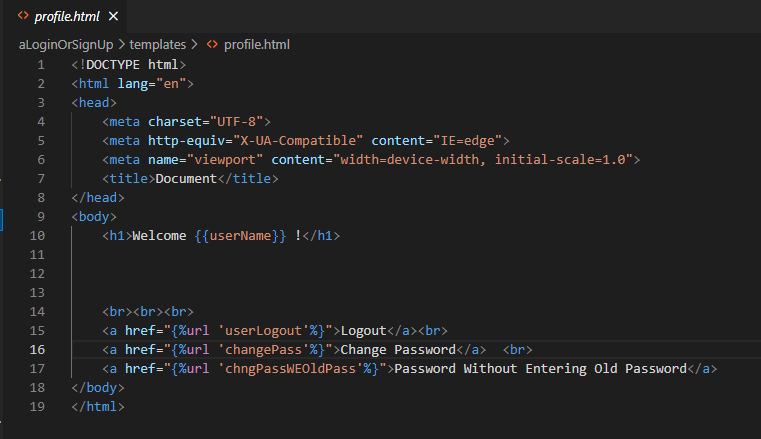 profile.html
aLoginOrSignUp > templates > profile.html
1 <!DOCTYPE html>
2 <html lang="en">
3 <head>
4     <meta charset="UTF-8">
5     <meta http-equiv="X-UA-Compatible" content="IE=edge">
6     <meta name="viewport" content="width=device-width, initial-scale=1.0">
7     <title>Document</title>
8 </head>
9 <body>
10     <h1>Welcome {{userName}} !</h1>
11
12
13
14     <br><br><br>
15     <a href="{%url 'userLogout'%}">Logout</a><br>
16     <a href="{%url 'changePass'%}">Change Password</a>  <br>
17     <a href="{%url 'chngPassWEOldPass'%}">Password Without Entering Old Password</a>
18 </body>
19 </html>